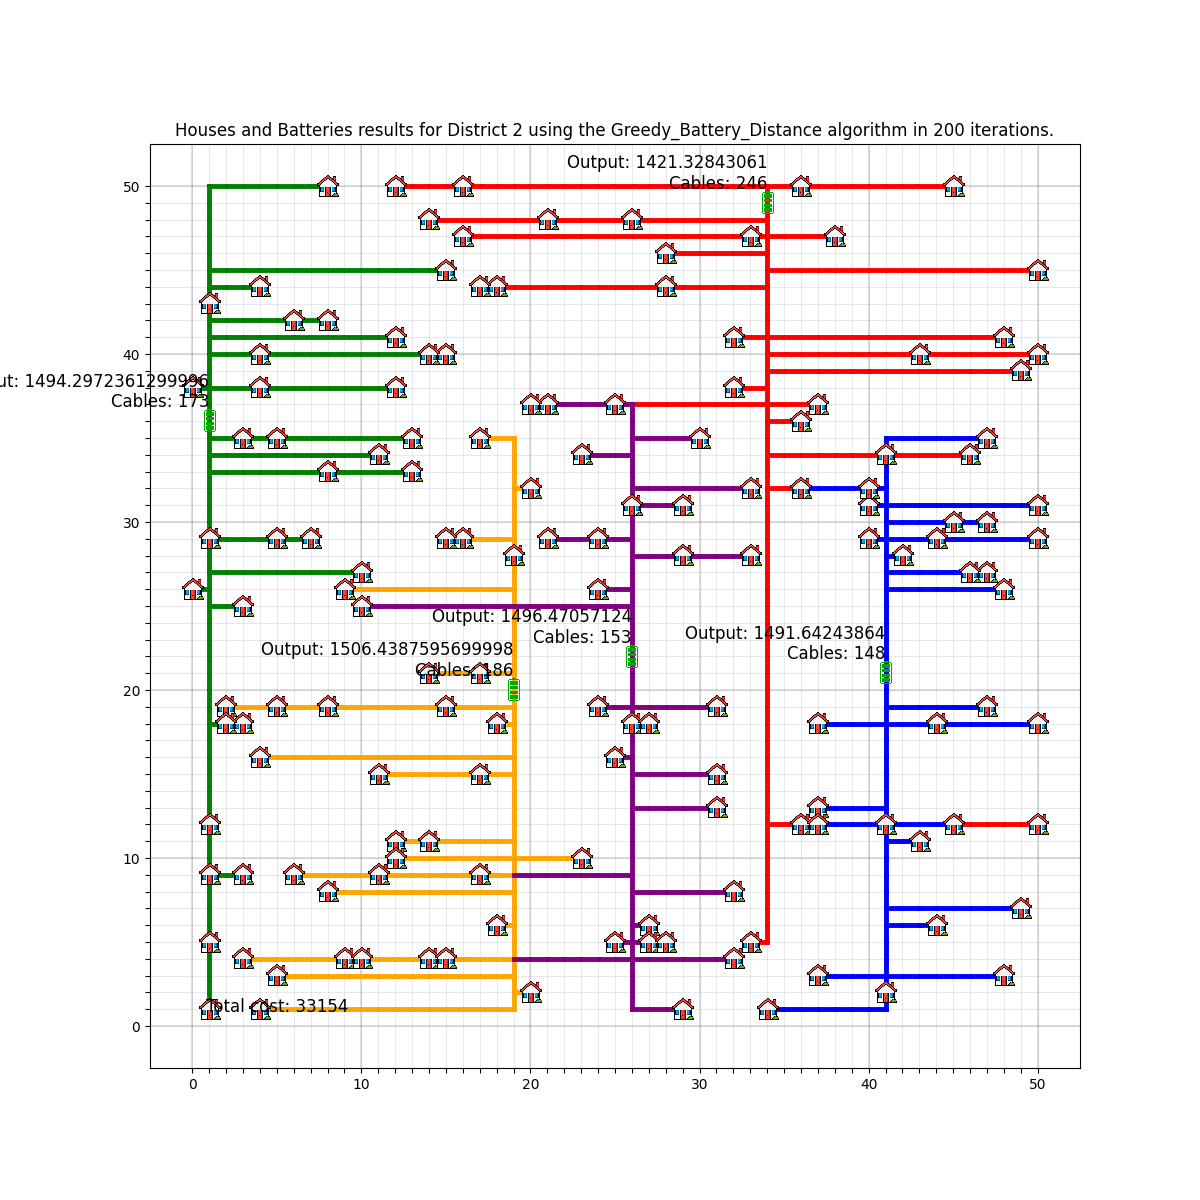 Houses and Batteries results for District 2 using the Greedy_Battery_Distance algorithm in 200 iterations.
Output: 1421.32843061
Cables: 246
50
40
ut: 1494.2972361299996
Cables: 173
30
Output: 1496.47057124
Cables: 153
Output: 1491.64243864
Cables: 148
Output: 1506.4387595699998
Cables: 186
20
10
Total cost: 33154
0
0 10 20 30 40 50